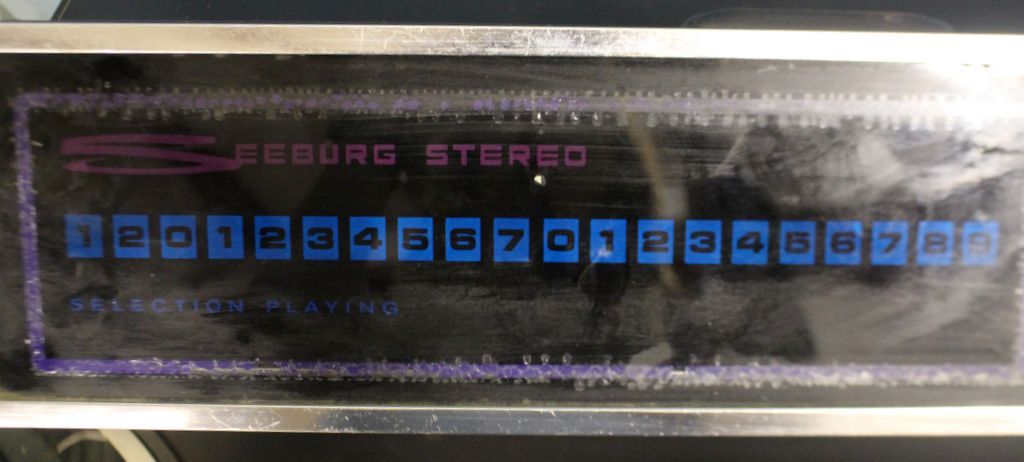 SEEBURG STEREO
1 2 0 1 2 3 4 5 6 7 0 1 2 3 4 5 6 7 8 9
SELECTION PLAYING